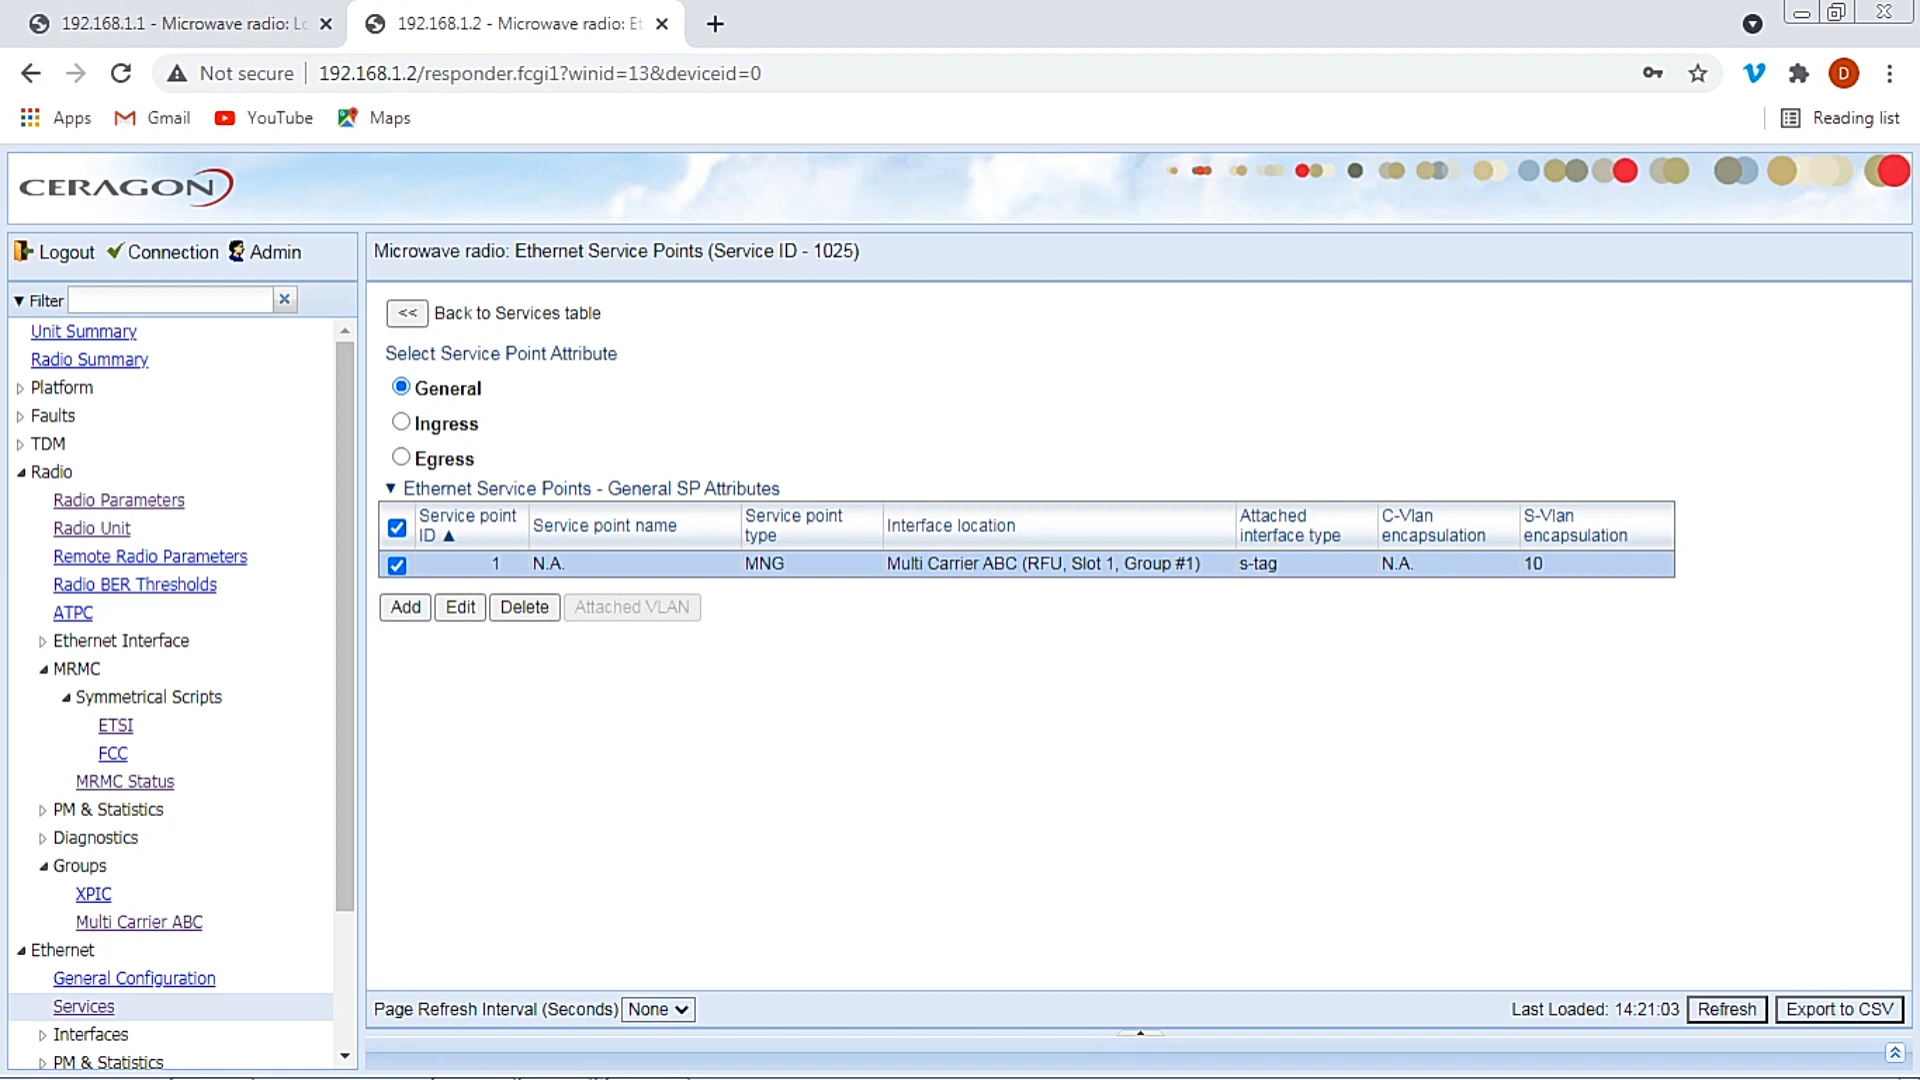 192.168.1.1 - Microwave radio: Lo
192.168.1.2 - Microwave radio: Et
Not secure
192.168.1.2/responder.fcgi1?winid=13&deviceid=0
D
Apps
Gmail
YouTube
Maps
Reading list
CERAGON
Logout
Connection
Admin
Microwave radio: Ethernet Service Points (Service ID - 1025)
Filter
Unit Summary
Radio Summary
Platform
Faults
TDM
Radio
Radio Parameters
Radio Unit
Remote Radio Parameters
Radio BER Thresholds
ATPC
Ethernet Interface
MRMC
Symmetrical Scripts
ETSI
FCC
MRMC Status
PM & Statistics
Diagnostics
Groups
XPIC
Multi Carrier ABC
Ethernet
General Configuration
Services
Interfaces
PM & Statistics
<< Back to Services table
Select Service Point Attribute
General
Ingress
Egress
▼ Ethernet Service Points - General SP Attributes
Service point ID ▲ Service point name Service point type Interface location Attached interface type C-Vlan encapsulation S-Vlan encapsulation
1 N.A. MNG Multi Carrier ABC (RFU, Slot 1, Group #1) s-tag N.A. 10
Add Edit Delete Attached VLAN
Page Refresh Interval (Seconds) None
Last Loaded: 14:21:03 Refresh Export to CSV